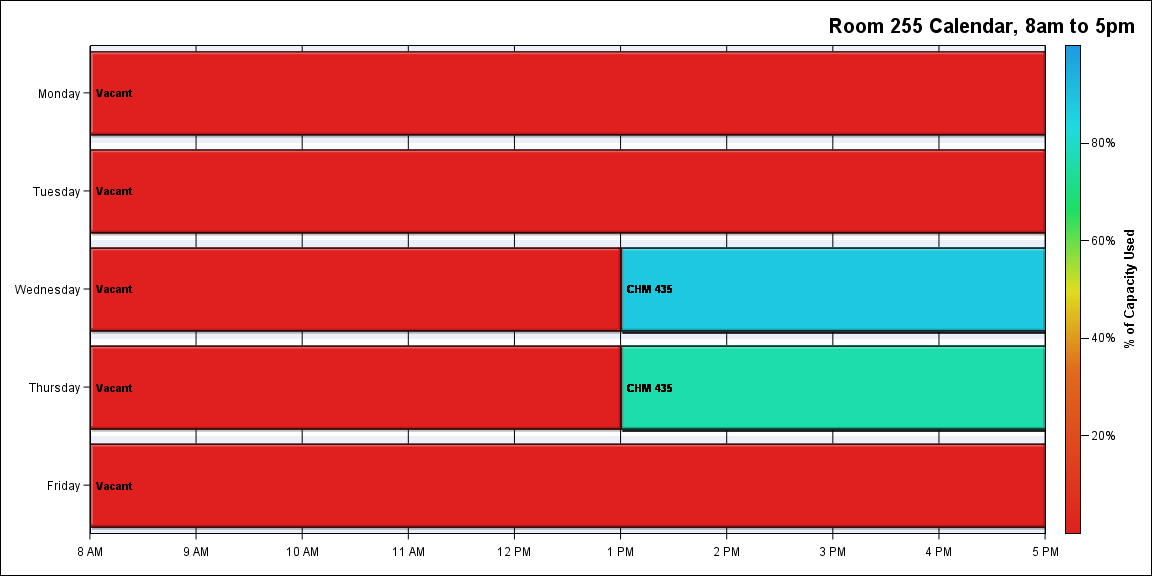 Room 255 Calendar, 8am to 5pm
Monday
Vacant
Tuesday
Vacant
Wednesday
Vacant
CHM 435
Thursday
Vacant
CHM 435
Friday
Vacant
8 AM 9 AM 10 AM 11 AM 12 PM 1 PM 2 PM 3 PM 4 PM 5 PM
80%
60%
40%
20%
% of Capacity Used